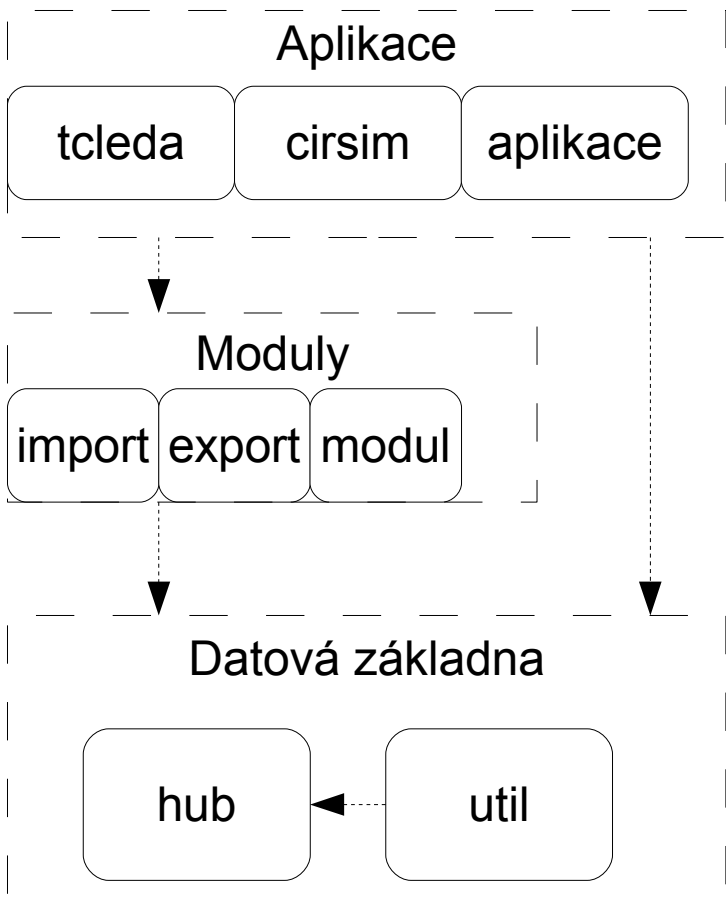 Aplikace
tcleda cirsim aplikace
Moduly
import export modul
Datová základna
hub util